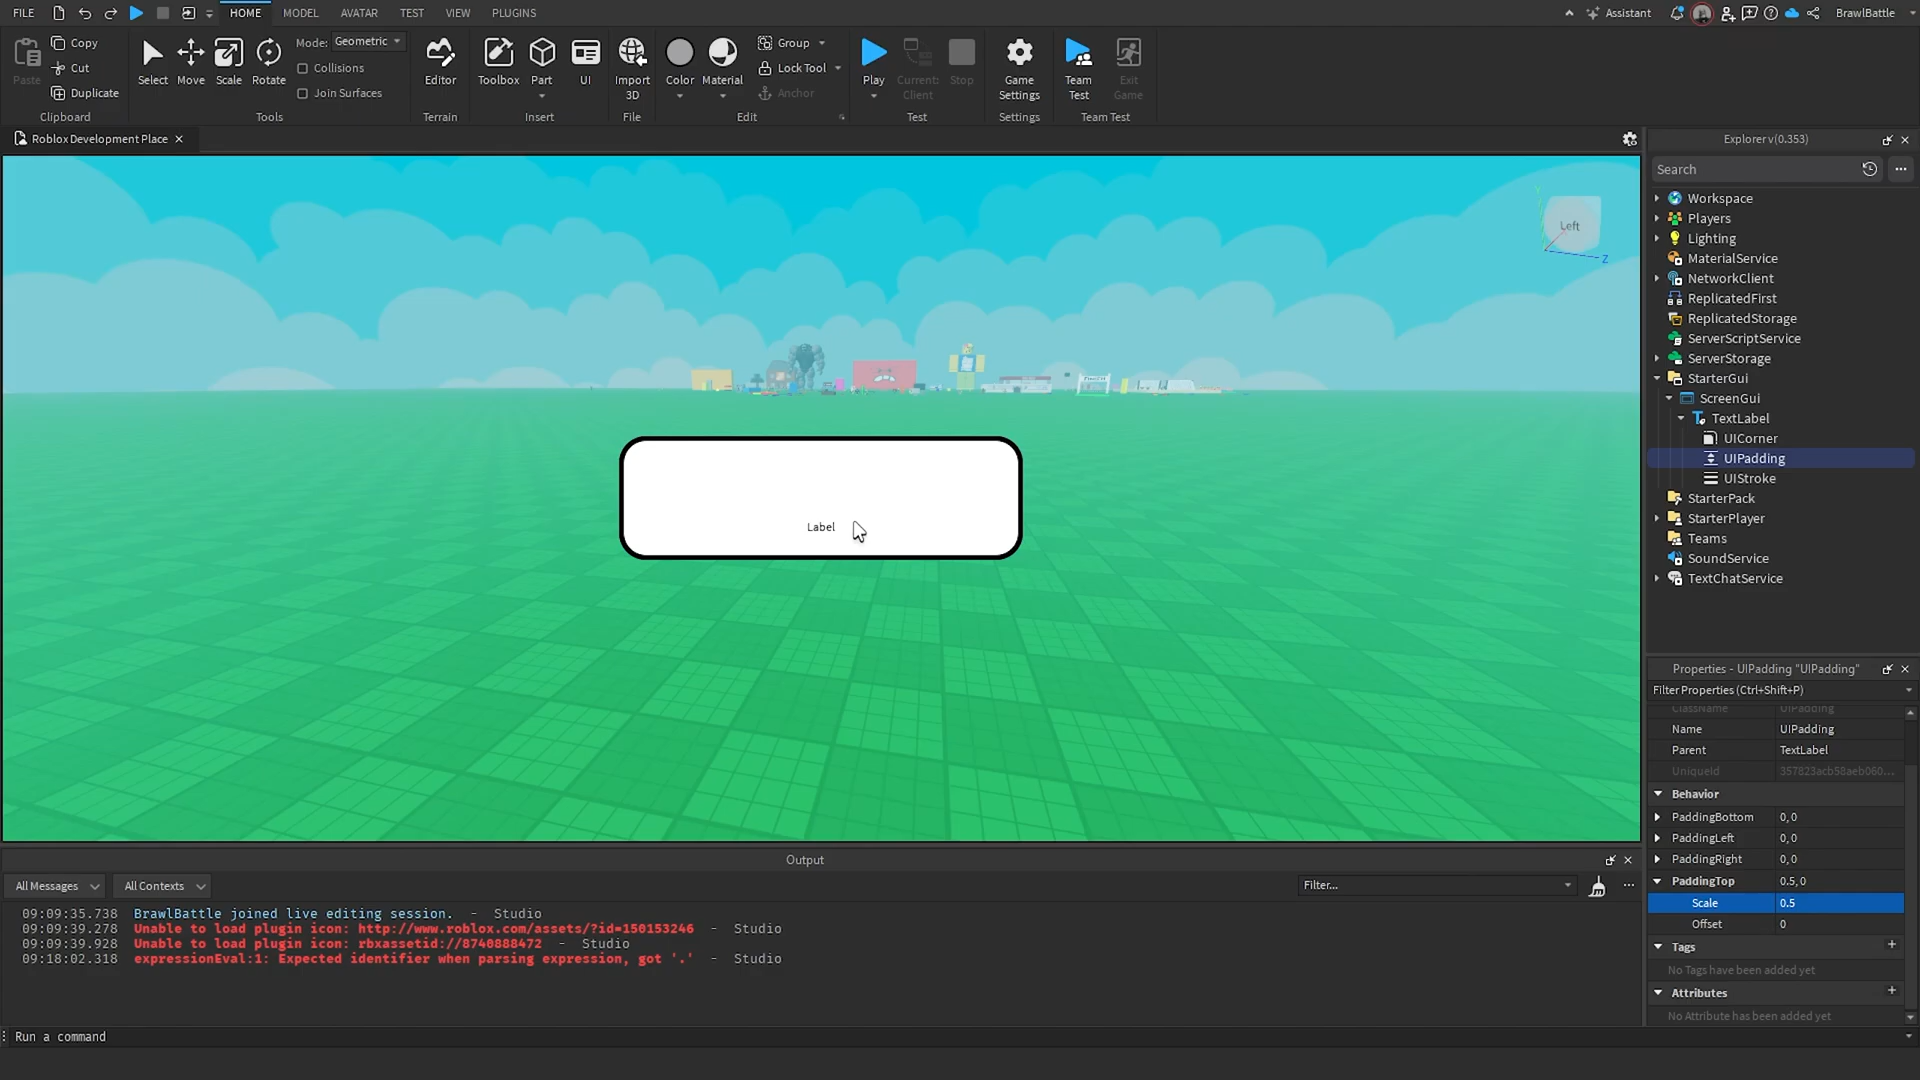 FILE HOME MODEL AVATAR TEST VIEW PLUGINS Assistant BrawlBattle
Paste Copy Cut Duplicate Clipboard
Select Move Scale Rotate Mode: Geometric Collisions Join Surfaces Tools
Editor Terrain
Toolbox Part UI Insert
Import 3D File
Color Material Group Lock Tool Anchor Edit
Play Current: Client Stop Test
Game Settings Settings
Team Test Exit Game Team Test
Roblox Development Place
Left
Z
Label
Explorer v(0.353)
Search
Workspace
Players
Lighting
MaterialService
NetworkClient
ReplicatedFirst
ReplicatedStorage
ServerScriptService
ServerStorage
StarterGui
ScreenGui
TextLabel
UICorner
UIPadding
UIStroke
StarterPack
StarterPlayer
Teams
SoundService
TextChatService
Properties - UIPadding "UIPadding"
Filter Properties (Ctrl+Shift+P)
ClassName UIPadding
Name UIPadding
Parent TextLabel
UniqueId 357823acb58aeb060...
Behavior
PaddingBottom 0, 0
PaddingLeft 0, 0
PaddingRight 0, 0
PaddingTop 0.5, 0
Scale 0.5
Offset 0
Tags
No Tags have been added yet
Attributes
No Attribute has been added yet
Output
All Messages All Contexts Filter...
09:09:35.738 BrawlBattle joined live editing session. - Studio
09:09:39.278 Unable to load plugin icon: http://www.roblox.com/assets/?id=150153246 - Studio
09:09:39.928 Unable to load plugin icon: rbxassetid://8740888472 - Studio
09:18:02.318 expressionEval:1: Expected identifier when parsing expression, got '.' - Studio
Run a command